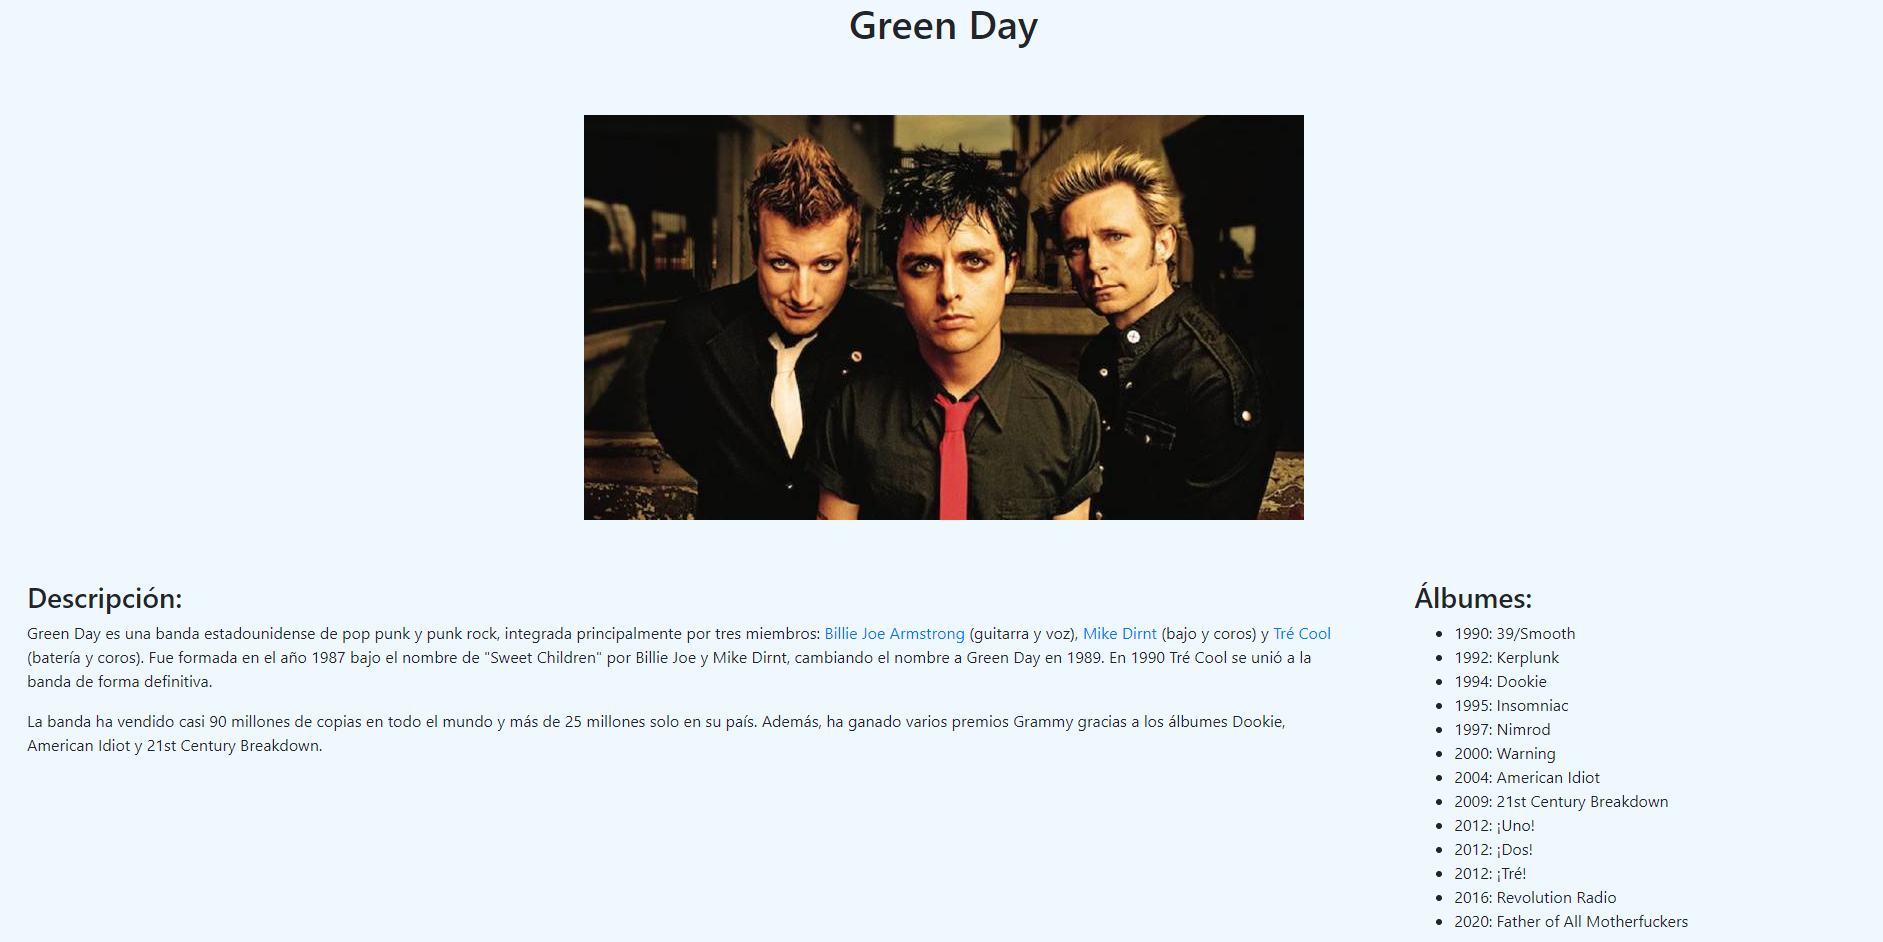 Green Day
Descripción:
Green Day es una banda estadounidense de pop punk y punk rock, integrada principalmente por tres miembros: Billie Joe Armstrong (guitarra y voz), Mike Dirnt (bajo y coros) y Tré Cool
(batería y coros). Fue formada en el año 1987 bajo el nombre de "Sweet Children" por Billie Joe y Mike Dirnt, cambiando el nombre a Green Day en 1989. En 1990 Tré Cool se unió a la
banda de forma definitiva.
La banda ha vendido casi 90 millones de copias en todo el mundo y más de 25 millones solo en su país. Además, ha ganado varios premios Grammy gracias a los álbumes Dookie,
American Idiot y 21st Century Breakdown.
Álbumes:
1990: 39/Smooth
1992: Kerplunk
1994: Dookie
1995: Insomniac
1997: Nimrod
2000: Warning
2004: American Idiot
2009: 21st Century Breakdown
2012: ¡Uno!
2012: ¡Dos!
2012: ¡Tré!
2016: Revolution Radio
2020: Father of All Motherfuckers